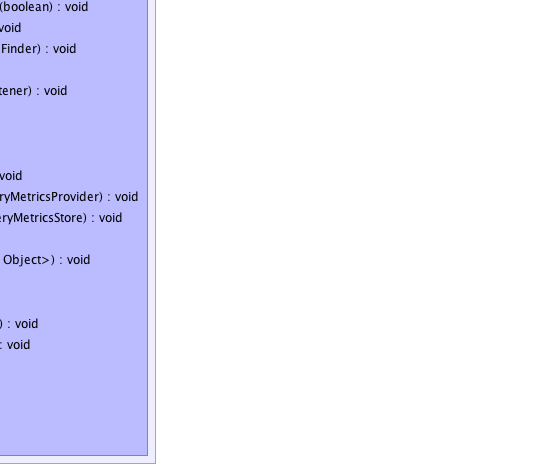 (boolean) : void
void
Finder) : void
tener) : void
void
ryMetricsProvider) : void
eryMetricsStore) : void
Object>) : void
) : void
: void